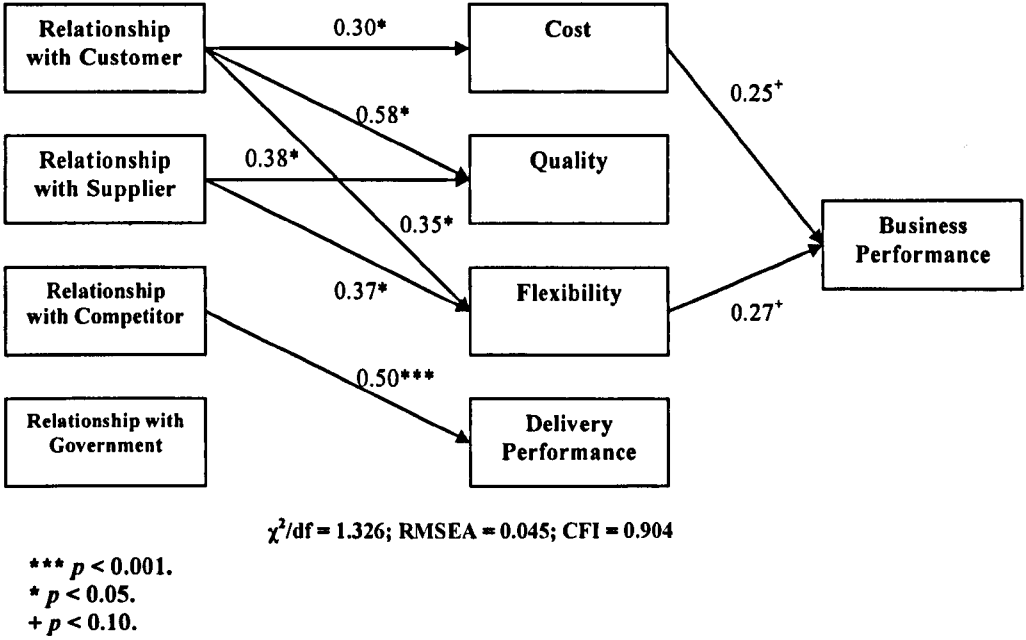 Relationship
with Customer
0.30*
Cost
0.25⁺
0.58*
Relationship
with Supplier
0.38*
Quality
0.35*
Business
Performance
Relationship
with Competitor
0.37*
Flexibility
0.27⁺
0.50***
Relationship with
Government
Delivery
Performance
χ²/df = 1.326; RMSEA = 0.045; CFI = 0.904
*** p < 0.001.
* p < 0.05.
+ p < 0.10.